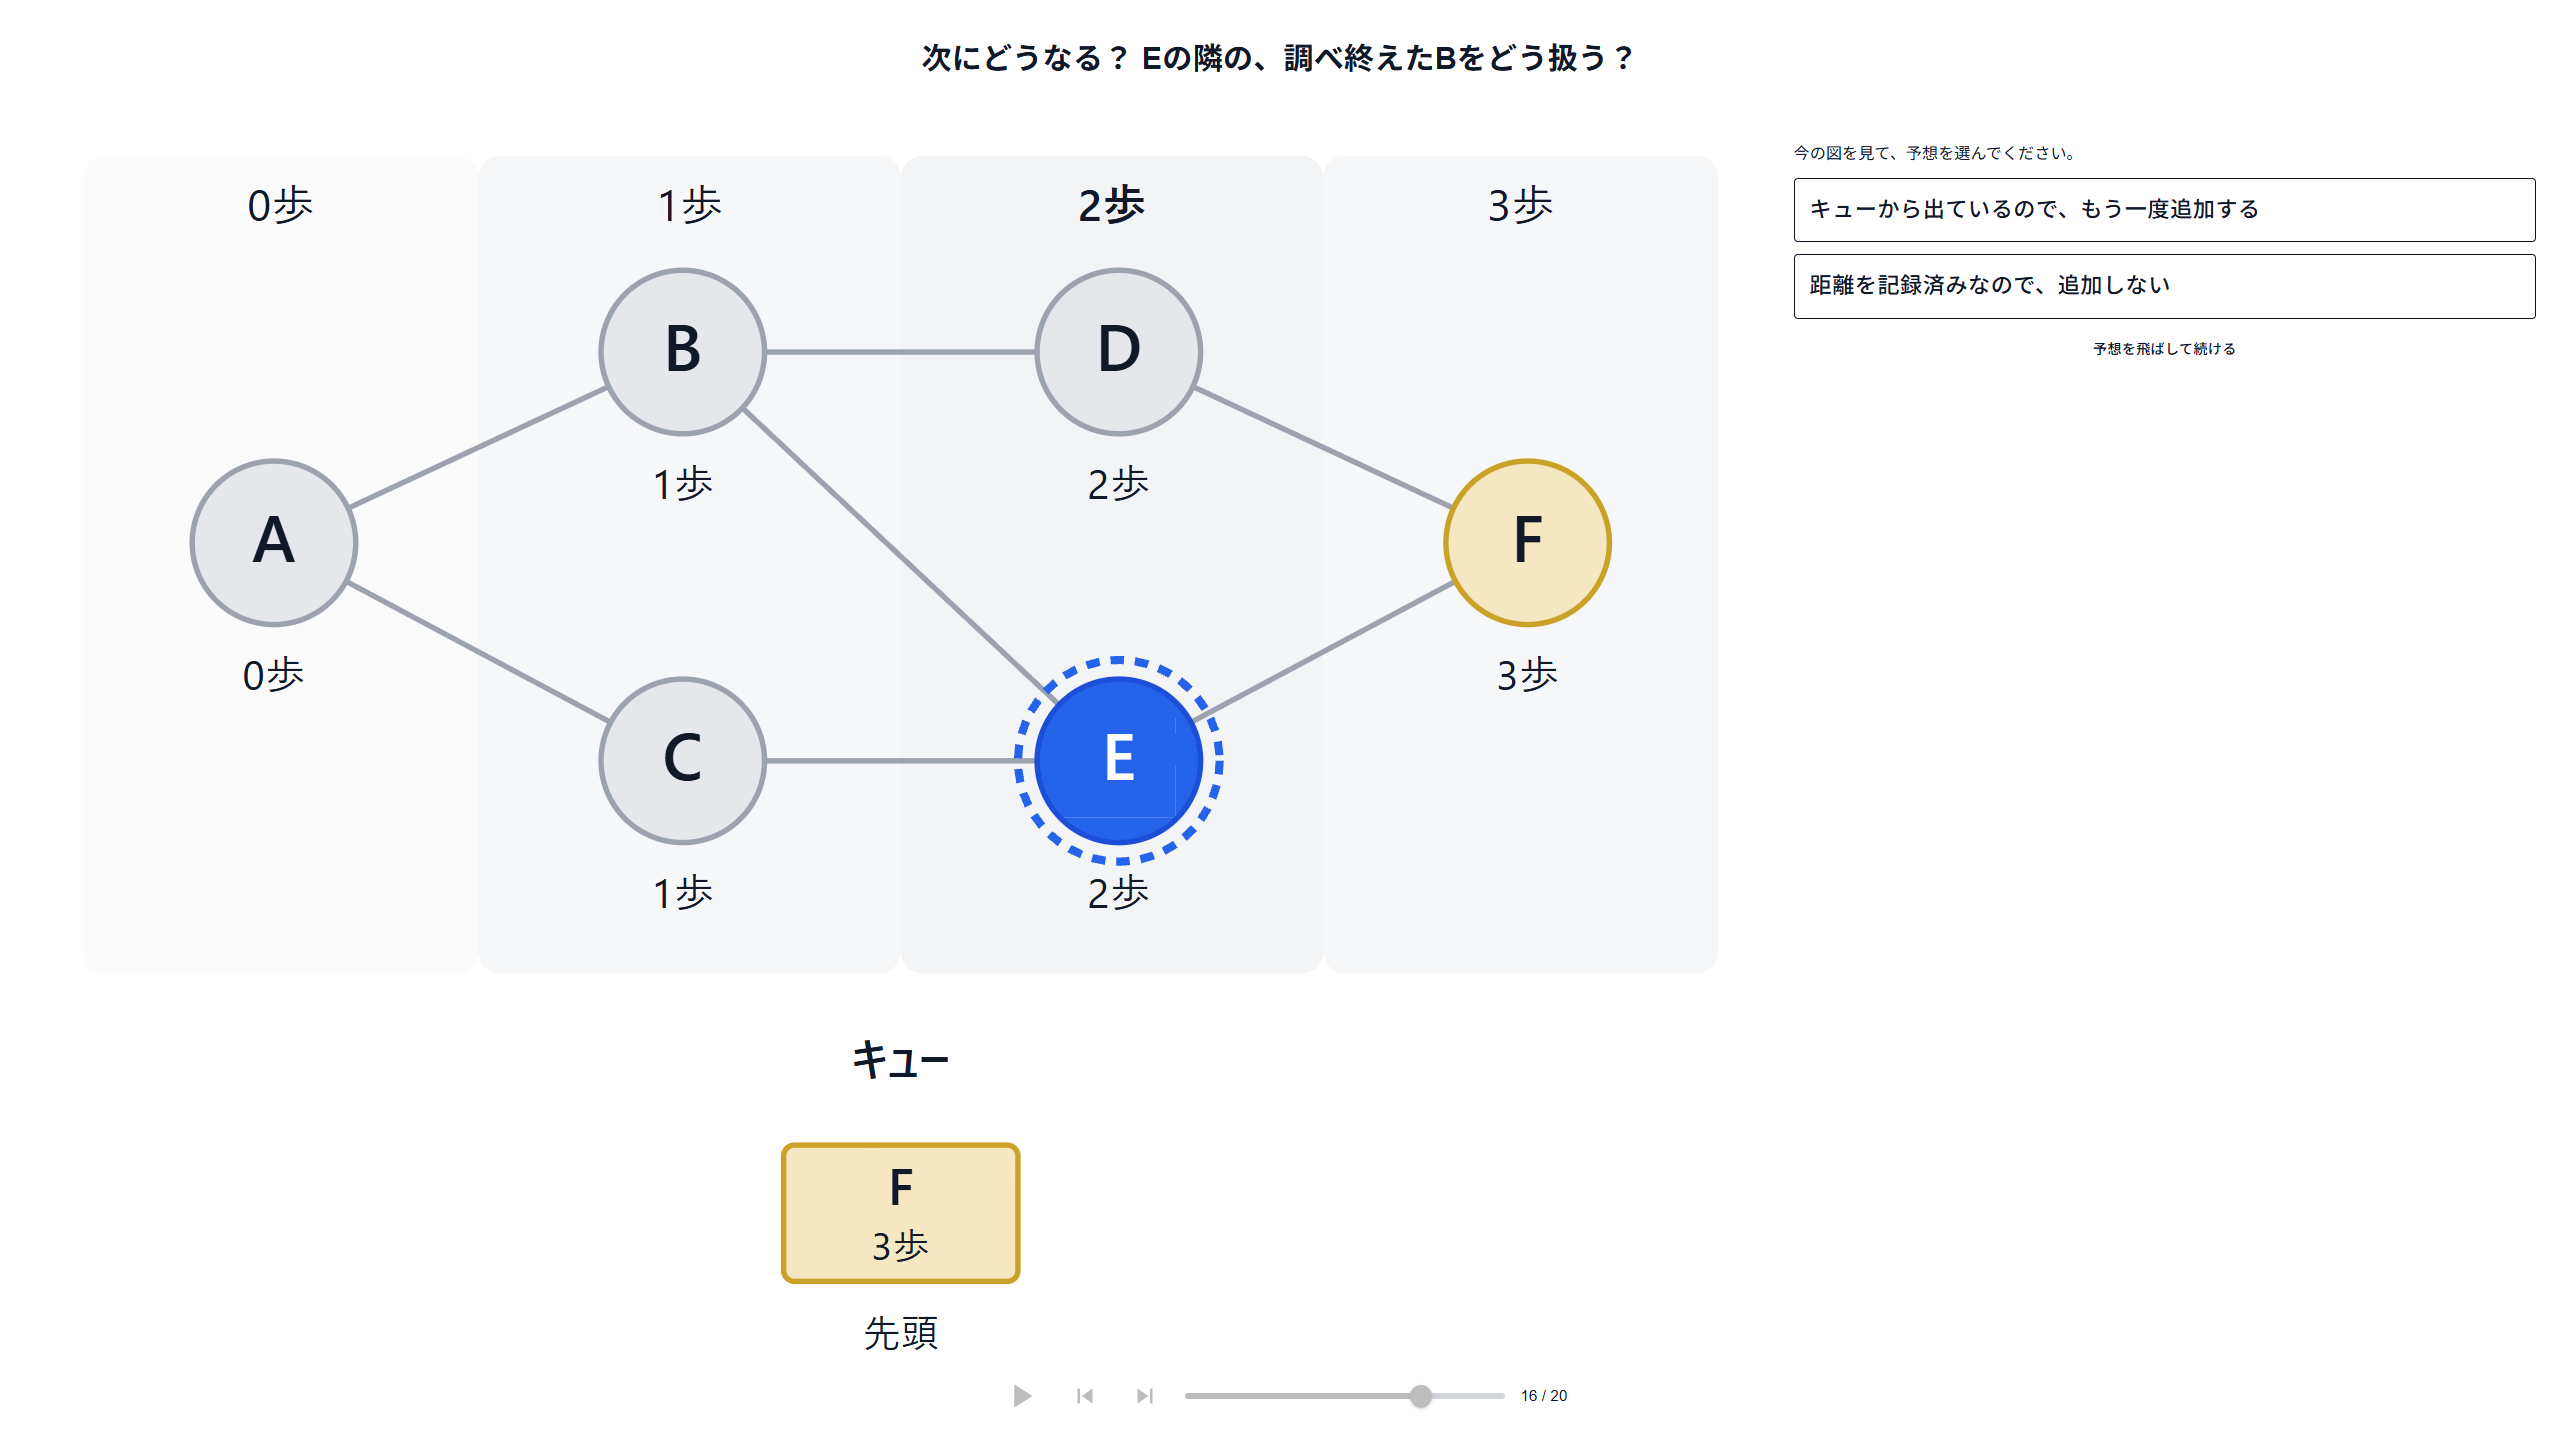 次にどうなる？ Eの隣の、調べ終えたBをどう扱う？
今の図を見て、予想を選んでください。
キューから出ているので、もう一度追加する
距離を記録済みなので、追加しない
予想を飛ばして続ける
0歩
1歩
2歩
3歩
B
D
1歩
2歩
A
F
0歩
3歩
C
E
1歩
2歩
キュー
F
3歩
先頭
16 / 20